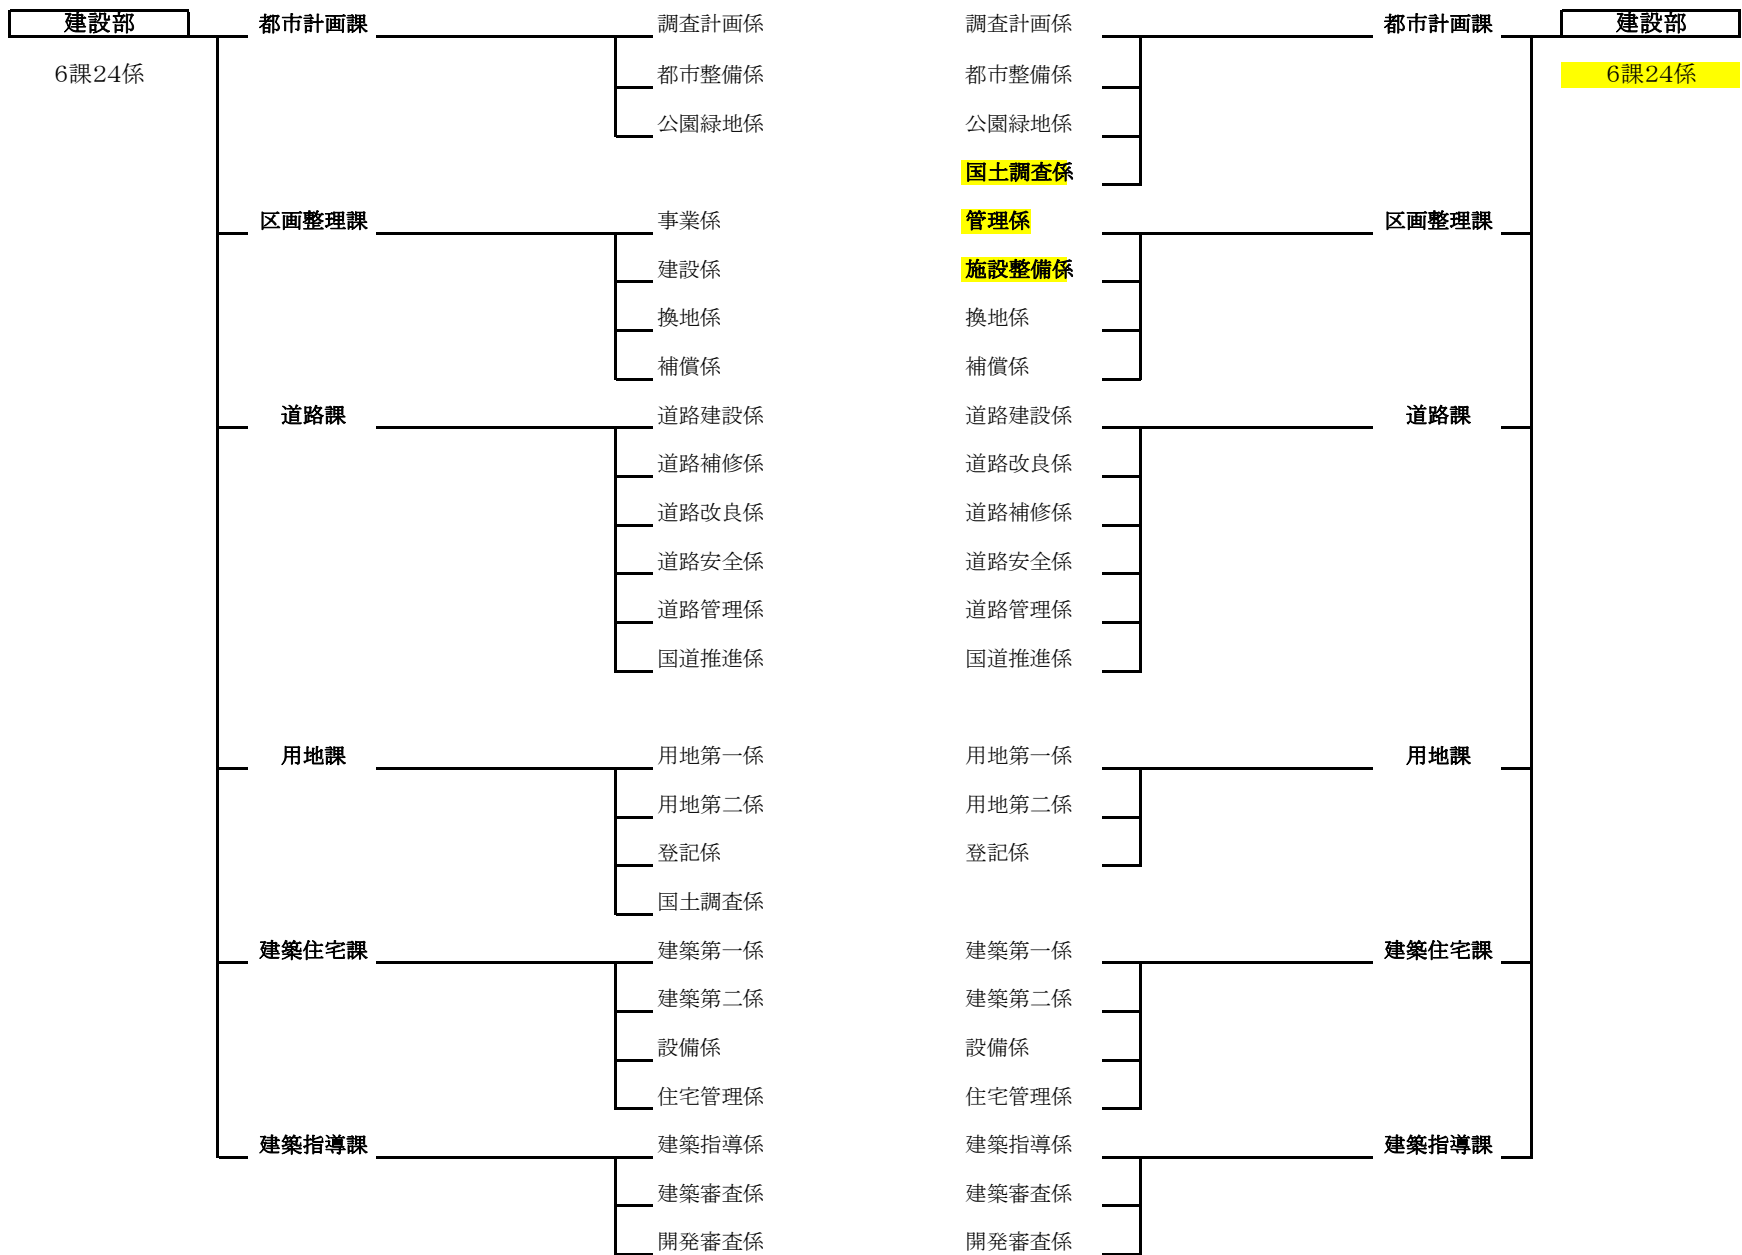 建設部 都市計画課 調査計画係 調査計画係 都市計画課 建設部
6課24係 都市整備係 都市整備係 6課24係
公園緑地係 公園緑地係
国土調査係
区画整理課 事業係 管理係 区画整理課
建設係 施設整備係
換地係 換地係
補償係 補償係
道路課 道路建設係 道路建設係 道路課
道路補修係 道路改良係
道路改良係 道路補修係
道路安全係 道路安全係
道路管理係 道路管理係
国道推進係 国道推進係
用地課 用地第一係 用地第一係 用地課
用地第二係 用地第二係
登記係 登記係
国土調査係
建築住宅課 建築第一係 建築第一係 建築住宅課
建築第二係 建築第二係
設備係 設備係
住宅管理係 住宅管理係
建築指導課 建築指導係 建築指導係 建築指導課
建築審査係 建築審査係
開発審査係 開発審査係